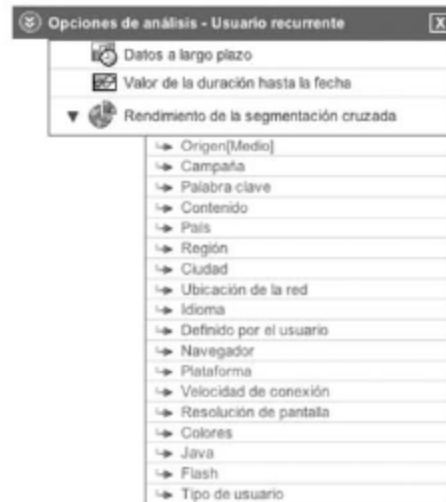 Opciones de análisis - Usuario recurrente X
Datos a largo plazo
Valor de la duración hasta la fecha
Rendimiento de la segmentación cruzada
Origen[Medio]
Campaña
Palabra clave
Contenido
País
Región
Ciudad
Ubicación de la red
Idioma
Definido por el usuario
Navegador
Plataforma
Velocidad de conexión
Resolución de pantalla
Colores
Java
Flash
Tipo de usuario